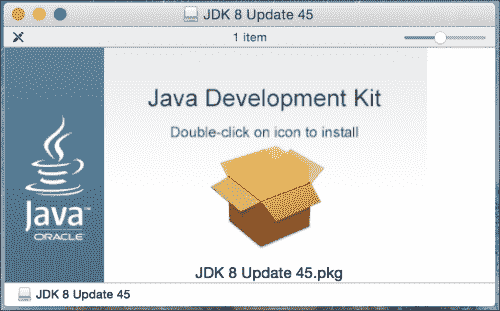 JDK 8 Update 45
1 item
Java Development Kit
Double-click on icon to install
Java™
ORACLE
JDK 8 Update 45.pkg
JDK 8 Update 45